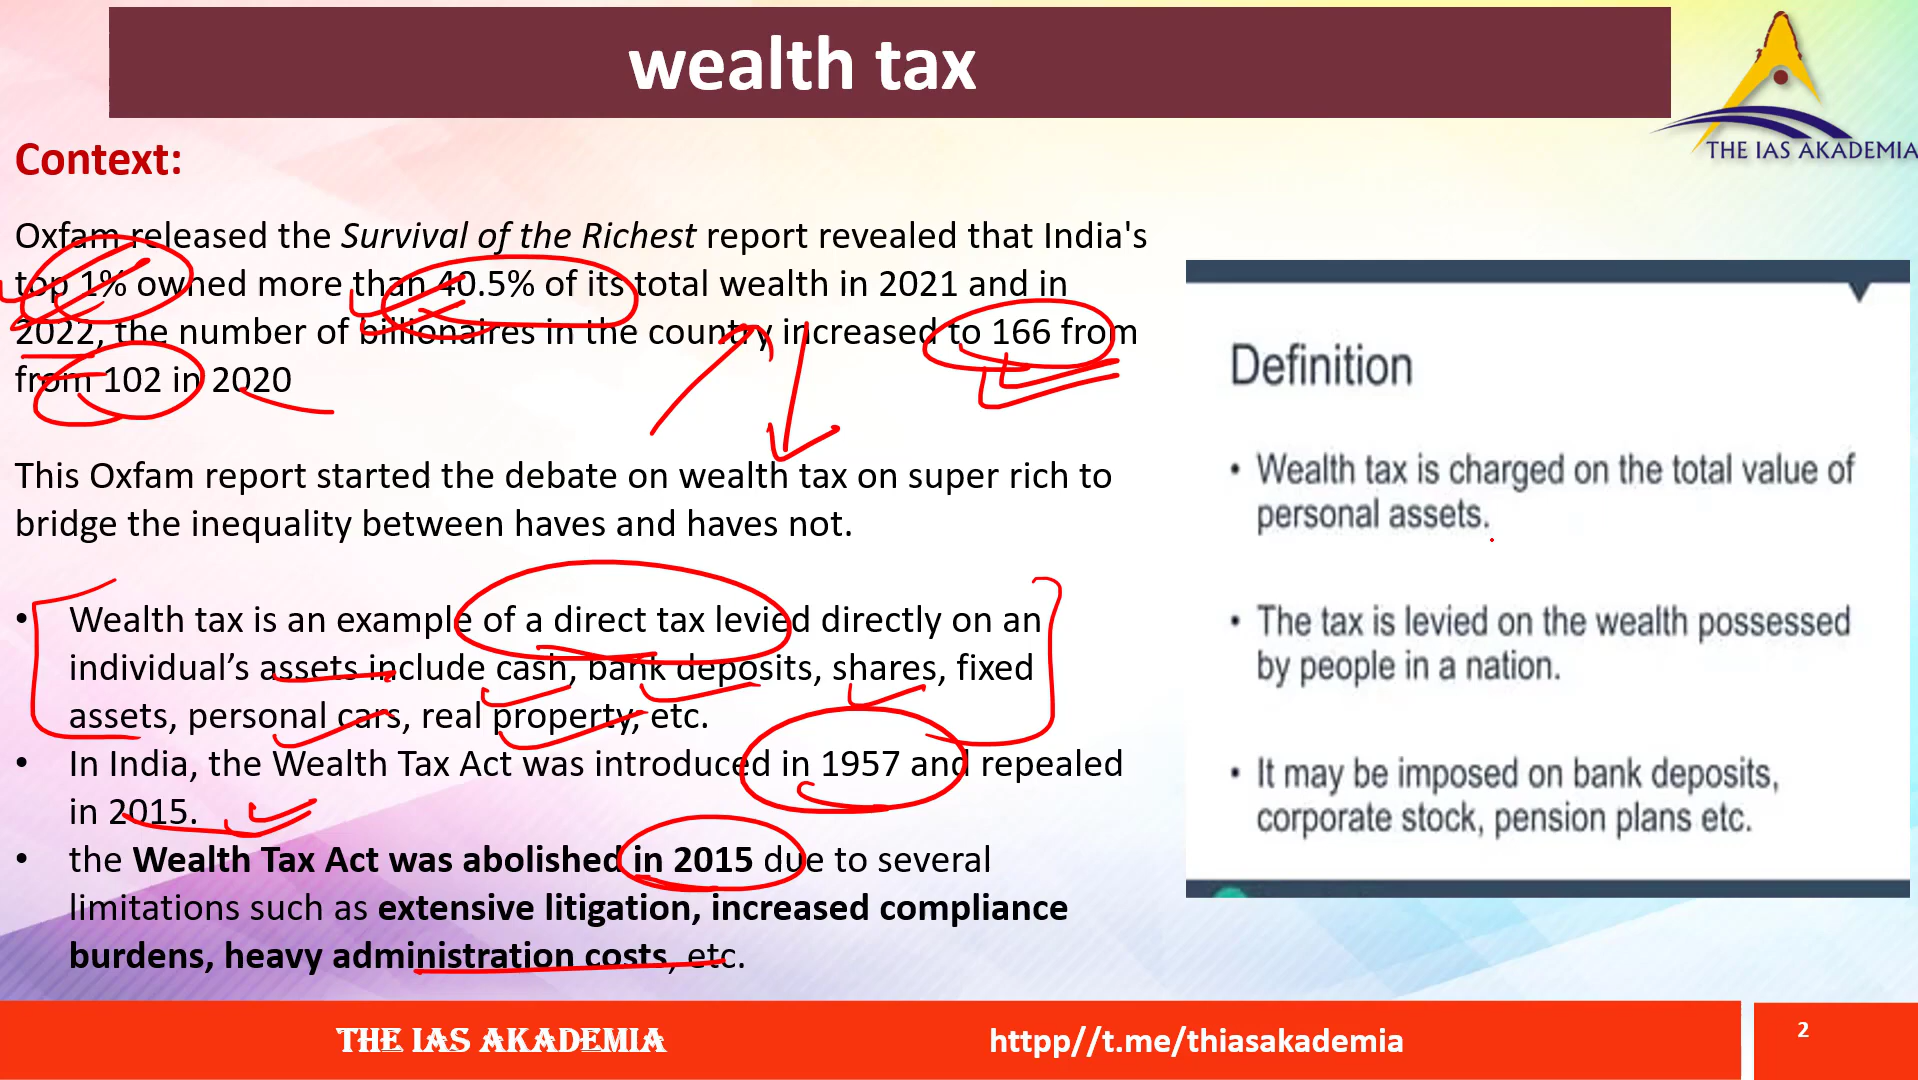 wealth tax
THE IAS AKADEMIA
Context:
Oxfam released the Survival of the Richest report revealed that India's
top 1% owned more than 40.5% of its total wealth in 2021 and in
2022, the number of billionaires in the country increased to 166 from
from 102 in 2020
This Oxfam report started the debate on wealth tax on super rich to
bridge the inequality between haves and haves not.
• Wealth tax is an example of a direct tax levied directly on an
individual’s assets include cash, bank deposits, shares, fixed
assets, personal cars, real property, etc.
• In India, the Wealth Tax Act was introduced in 1957 and repealed
in 2015.
• the Wealth Tax Act was abolished in 2015 due to several
limitations such as extensive litigation, increased compliance
burdens, heavy administration costs, etc.
Definition
• Wealth tax is charged on the total value of
personal assets.
• The tax is levied on the wealth possessed
by people in a nation.
• It may be imposed on bank deposits,
corporate stock, pension plans etc.
THE IAS AKADEMIA
httpp//t.me/thiasakademia
2